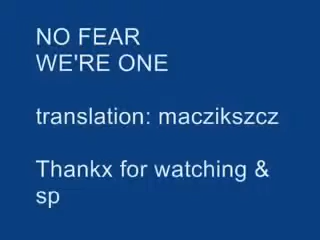 NO FEAR
WE'RE ONE
translation: maczikszcz
Thankx for watching &
sp